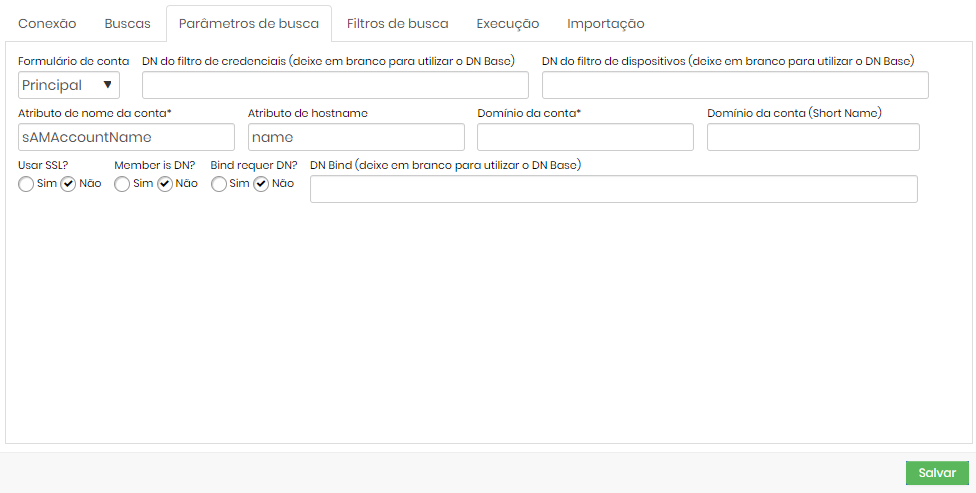 Conexão Buscas Parâmetros de busca Filtros de busca Execução Importação
Formulário de conta DN do filtro de credenciais (deixe em branco para utilizar o DN Base) DN do filtro de dispositivos (deixe em branco para utilizar o DN Base)
Principal
Atributo de nome da conta* Atributo de hostname Domínio da conta* Domínio da conta (Short Name)
sAMAccountName name
Usar SSL? Member is DN? Bind requer DN? DN Bind (deixe em branco para utilizar o DN Base)
Sim Não Sim Não Sim Não
Salvar